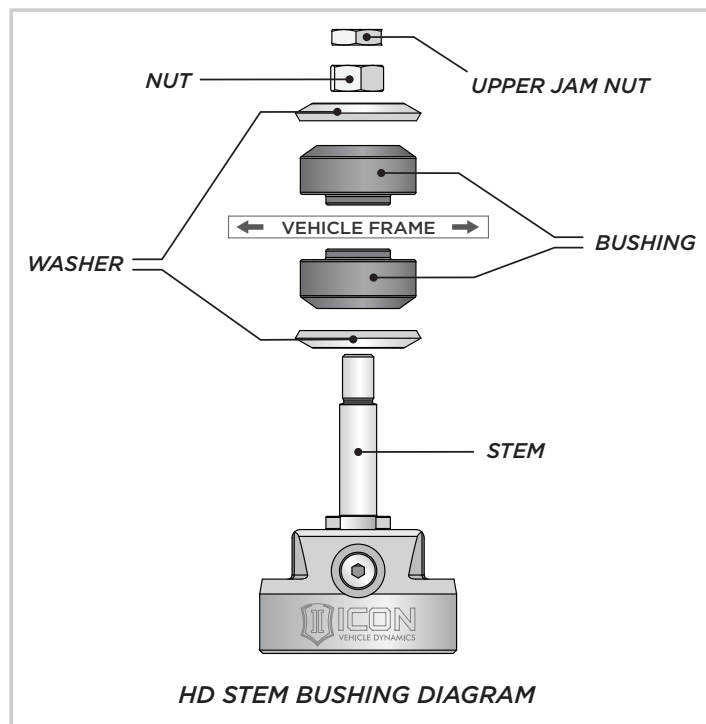 NUT
UPPER JAM NUT
VEHICLE FRAME
WASHER
BUSHING
STEM
ICON
VEHICLE DYNAMICS
HD STEM BUSHING DIAGRAM